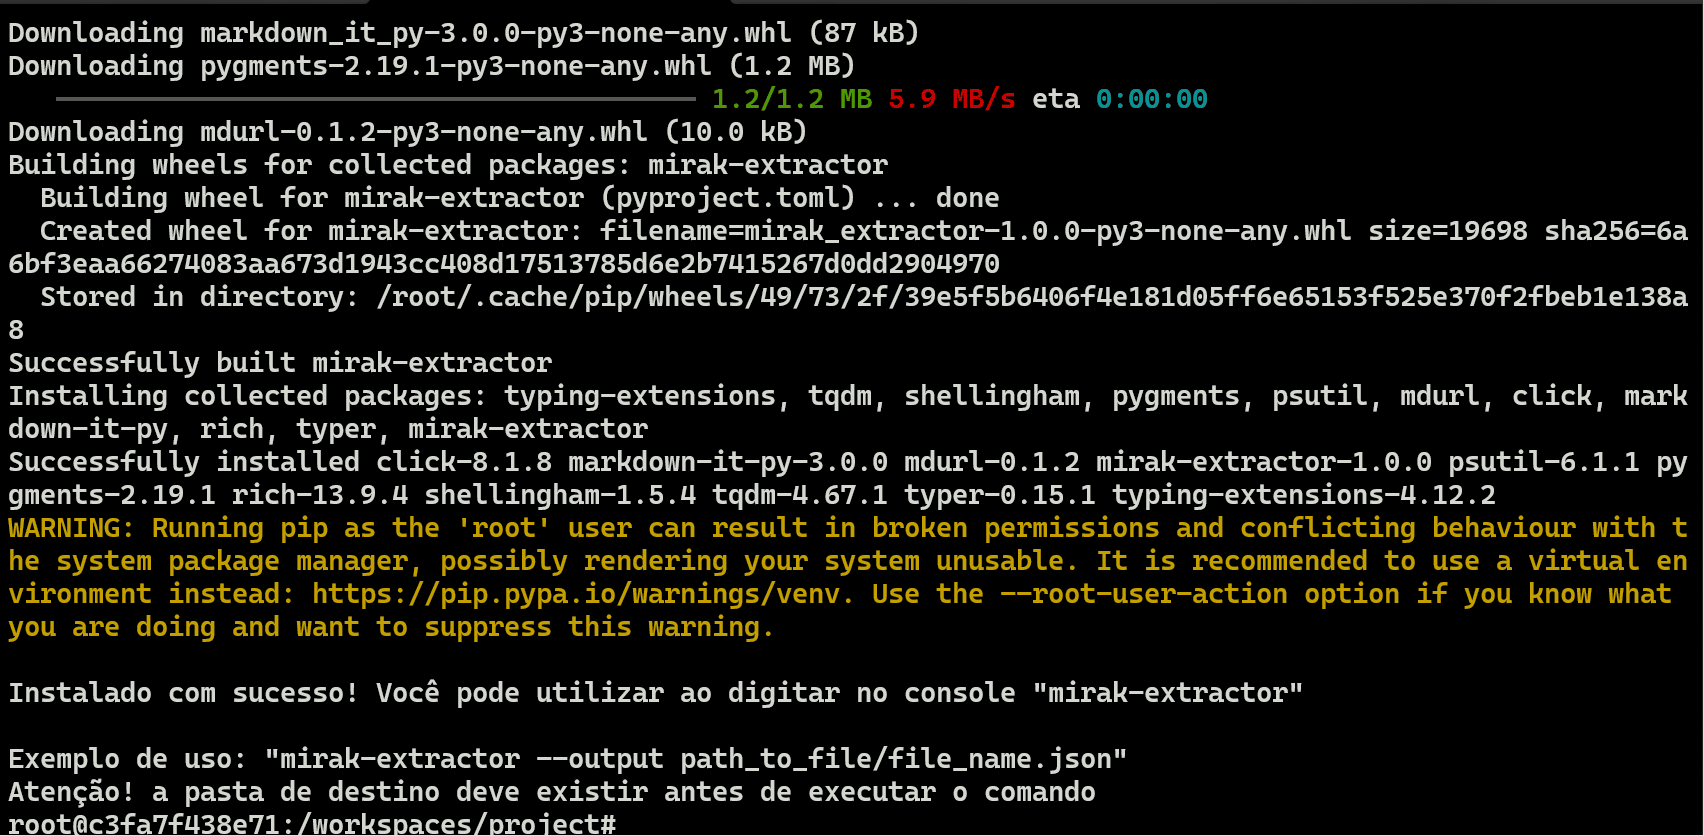 Downloading markdown_it_py-3.0.0-py3-none-any.whl (87 kB)
Downloading pygments-2.19.1-py3-none-any.whl (1.2 MB)
1.2/1.2 MB 5.9 MB/s eta 0:00:00
Downloading mdurl-0.1.2-py3-none-any.whl (10.0 kB)
Building wheels for collected packages: mirak-extractor
  Building wheel for mirak-extractor (pyproject.toml) ... done
  Created wheel for mirak-extractor: filename=mirak_extractor-1.0.0-py3-none-any.whl size=19698 sha256=6a
6bf3eaa66274083aa673d1943cc408d17513785d6e2b7415267d0dd2904970
  Stored in directory: /root/.cache/pip/wheels/49/73/2f/39e5f5b6406f4e181d05ff6e65153f525e370f2fbeb1e138a
8
Successfully built mirak-extractor
Installing collected packages: typing-extensions, tqdm, shellingham, pygments, psutil, mdurl, click, mark
down-it-py, rich, typer, mirak-extractor
Successfully installed click-8.1.8 markdown-it-py-3.0.0 mdurl-0.1.2 mirak-extractor-1.0.0 psutil-6.1.1 py
gments-2.19.1 rich-13.9.4 shellingham-1.5.4 tqdm-4.67.1 typer-0.15.1 typing-extensions-4.12.2
WARNING: Running pip as the 'root' user can result in broken permissions and conflicting behaviour with t
he system package manager, possibly rendering your system unusable. It is recommended to use a virtual en
vironment instead: https://pip.pypa.io/warnings/venv. Use the --root-user-action option if you know what
you are doing and want to suppress this warning.
Instalado com sucesso! Você pode utilizar ao digitar no console "mirak-extractor"
Exemplo de uso: "mirak-extractor --output path_to_file/file_name.json"
Atenção! a pasta de destino deve existir antes de executar o comando
root@c3fa7f438e71:/workspaces/project#